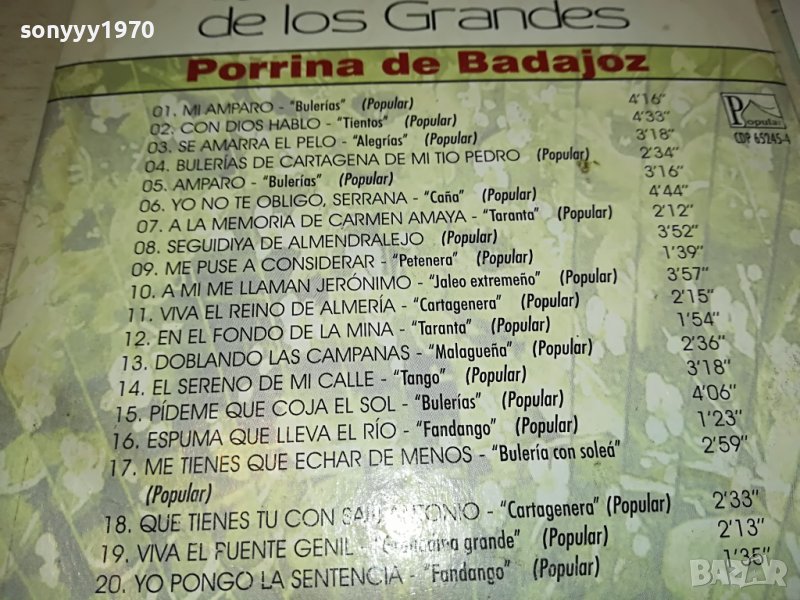 sonyyy1970
de los Grandes
Porrina de Badajoz
01. MI AMPARO - "Bulerías" (Popular) 4'16"
02. CON DIOS HABLO - "Tientos" (Popular) 4'33"
03. SE AMARRA EL PELO - "Alegrías" (Popular) 3'18"
04. BULERÍAS DE CARTAGENA DE MI TIO PEDRO (Popular) 2'34"
05. AMPARO - "Bulerías" (Popular) 3'16"
06. YO NO TE OBLIGO, SERRANA - "Caña" (Popular) 4'44"
07. A LA MEMORIA DE CARMEN AMAYA - "Taranta" (Popular) 2'12"
08. SEGUIDIYA DE ALMENDRALEJO (Popular) 3'52"
09. ME PUSE A CONSIDERAR - "Petenera" (Popular) 1'39"
10. A MI ME LLAMAN JERÓNIMO - "Jaleo extremeño" (Popular) 3'57"
11. VIVA EL REINO DE ALMERÍA - "Cartagenera" (Popular) 2'15"
12. EN EL FONDO DE LA MINA - "Taranta" (Popular) 1'54"
13. DOBLANDO LAS CAMPANAS - "Malagueña" (Popular) 2'36"
14. EL SERENO DE MI CALLE - "Tango" (Popular) 3'18"
15. PÍDEME QUE COJA EL SOL - "Bulerías" (Popular) 4'06"
16. ESPUMA QUE LLEVA EL RÍO - "Fandango" (Popular) 1'23"
17. ME TIENES QUE ECHAR DE MENOS - "Bulería con soleá" 2'59"
(Popular)
18. QUE TIENES TU CON SAN ANTONIO - "Cartagenera" (Popular) 2'33"
19. VIVA EL PUENTE GENIL - grande" (Popular) 2'13"
20. YO PONGO LA SENTENCIA - "Fandango" (Popular) 1'35"
Popular
CDP 65245-4
BAZAR